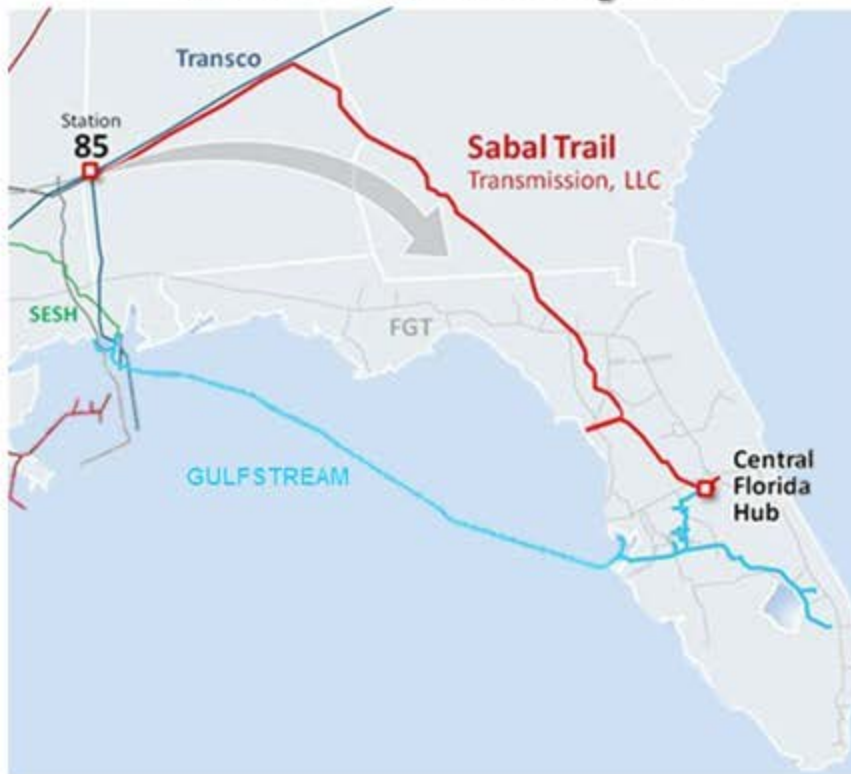 Transco
Station
85
Sabal Trail
Transmission, LLC
SESH
FGT
GULFSTREAM
Central
Florida
Hub